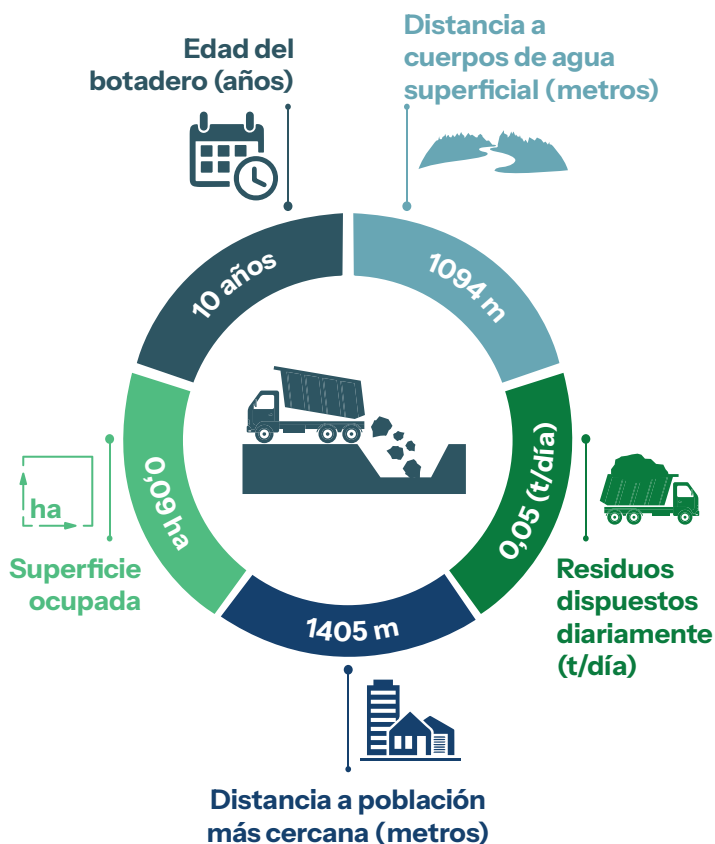 Edad del
botadero (años)
Distancia a
cuerpos de agua
superficial (metros)
10 años
1094 m
0,09 ha
0,05 (t/día)
1405 m
ha
Superficie
ocupada
Residuos
dispuestos
diariamente
(t/día)
Distancia a población
más cercana (metros)